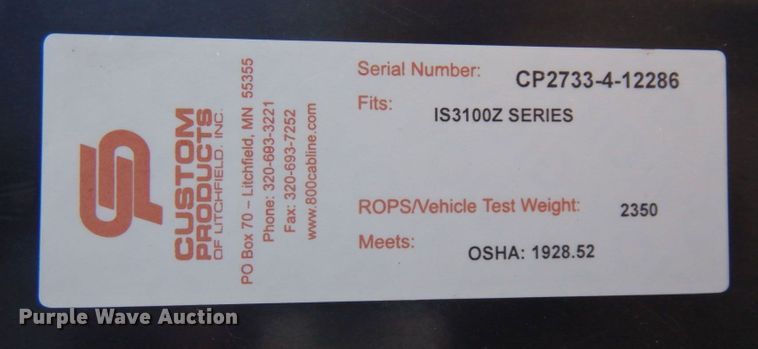 CUSTOM
PRODUCTS
OF LITCHFIELD, INC.
PO Box 70 – Litchfield, MN 55355
Phone: 320-693-3221
Fax: 320-693-7252
www.800cabline.com
Serial Number: CP2733-4-12286
Fits: IS3100Z SERIES
ROPS/Vehicle Test Weight: 2350
Meets: OSHA: 1928.52
Purple Wave Auction